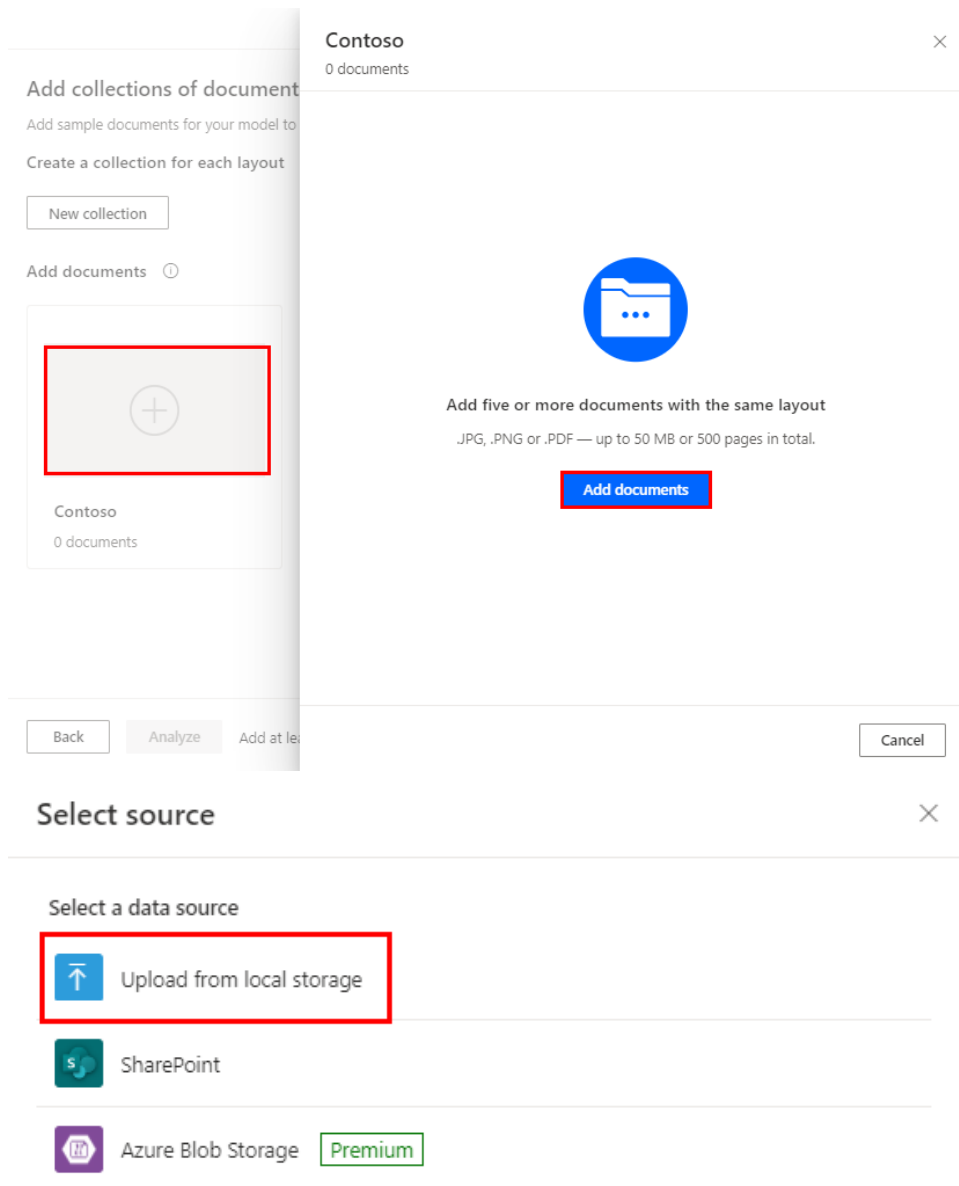 Contoso
0 documents
Add collections of document
Add sample documents for your model to
Create a collection for each layout
New collection
Add documents
Contoso
0 documents
Back
Analyze
Add at lea
Add five or more documents with the same layout
.JPG, .PNG or .PDF — up to 50 MB or 500 pages in total.
Add documents
Cancel
Select source
Select a data source
Upload from local storage
SharePoint
Azure Blob Storage Premium